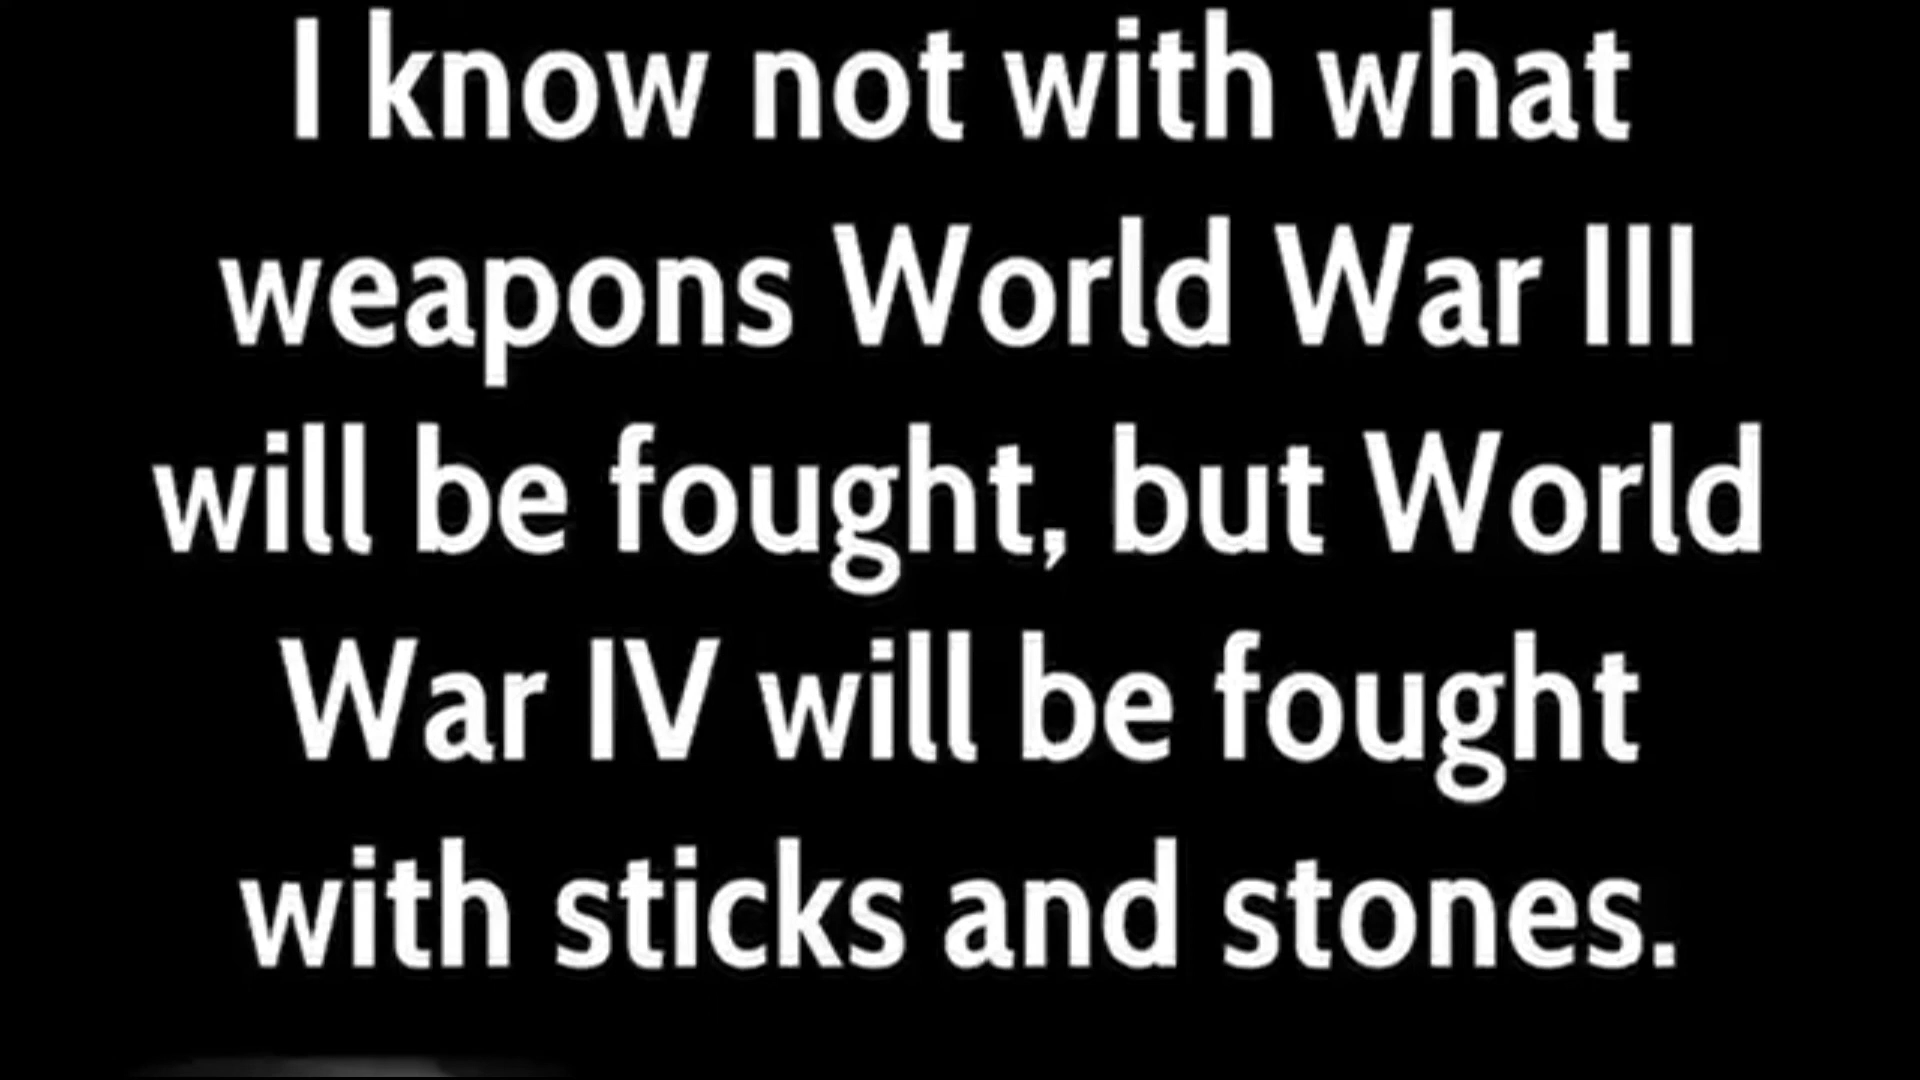 I know not with what
weapons World War III
will be fought, but World
War IV will be fought
with sticks and stones.